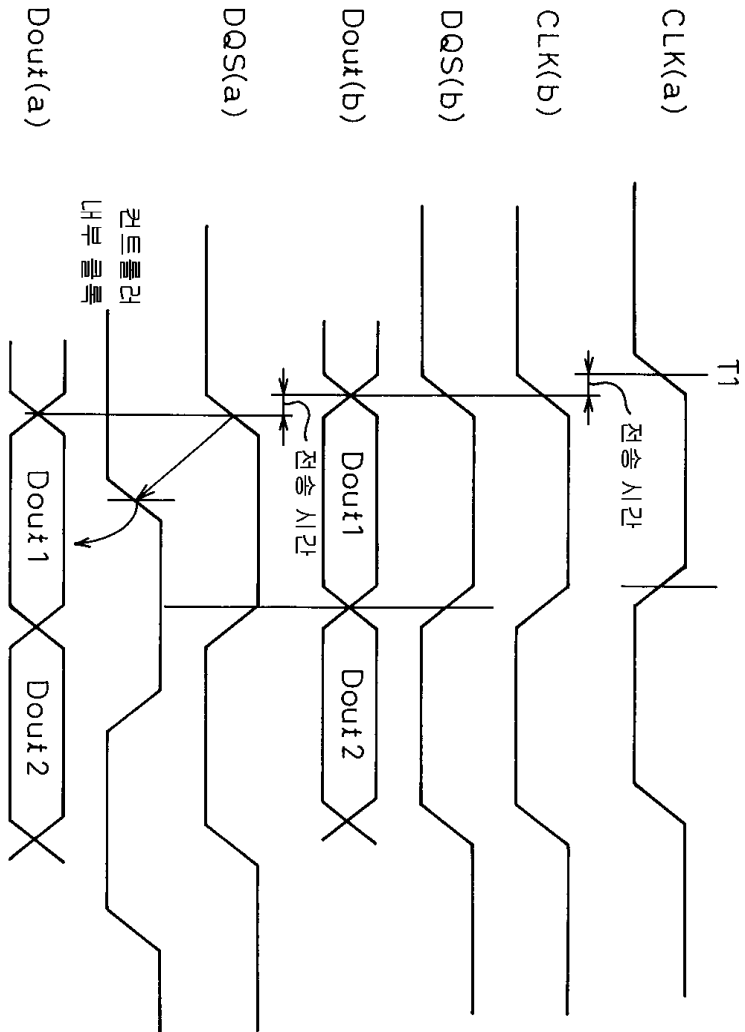 T1
CLK(a)
전송 시간
CLK(b)
DQS(b)
Dout(b)
Dout1
Dout2
전송 시간
DQS(a)
컨트롤러
내부 클록
Dout(a)
Dout1
Dout2